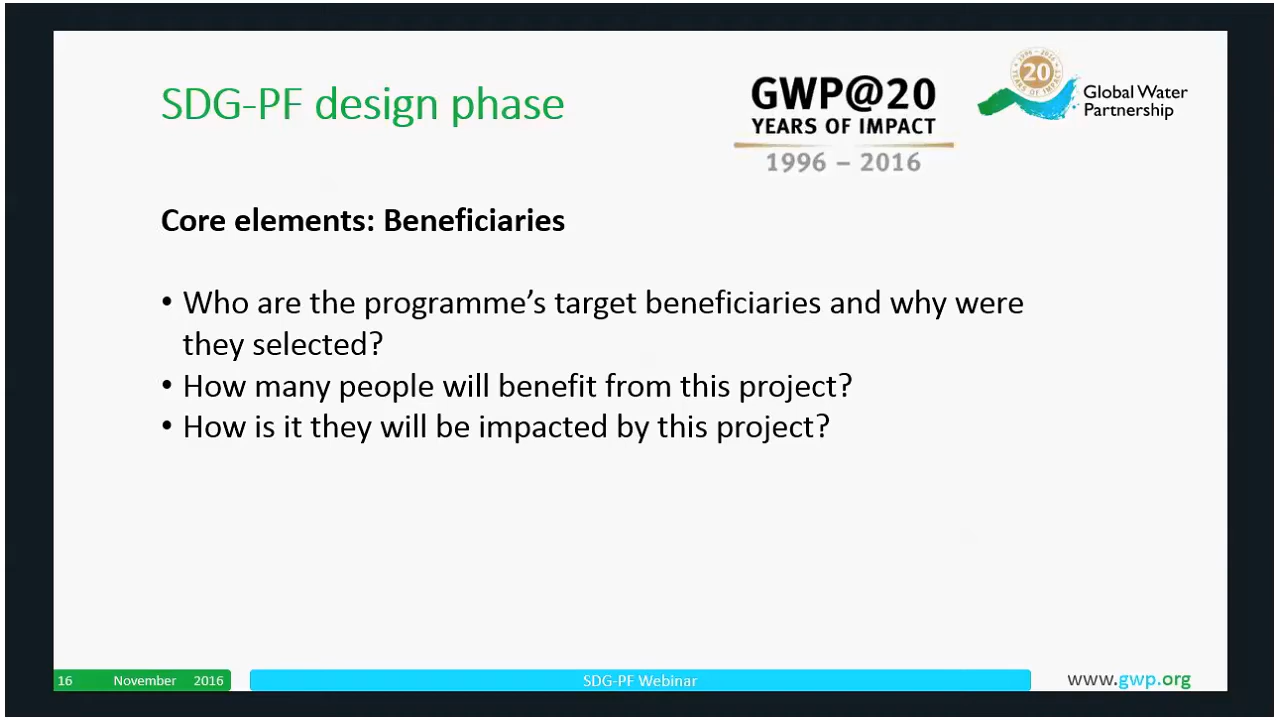 SDG-PF design phase
GWP@20
YEARS OF IMPACT
1996 – 2016
20
Global Water
Partnership
Core elements: Beneficiaries
• Who are the programme’s target beneficiaries and why were
they selected?
• How many people will benefit from this project?
• How is it they will be impacted by this project?
16 November 2016
SDG-PF Webinar
www.gwp.org